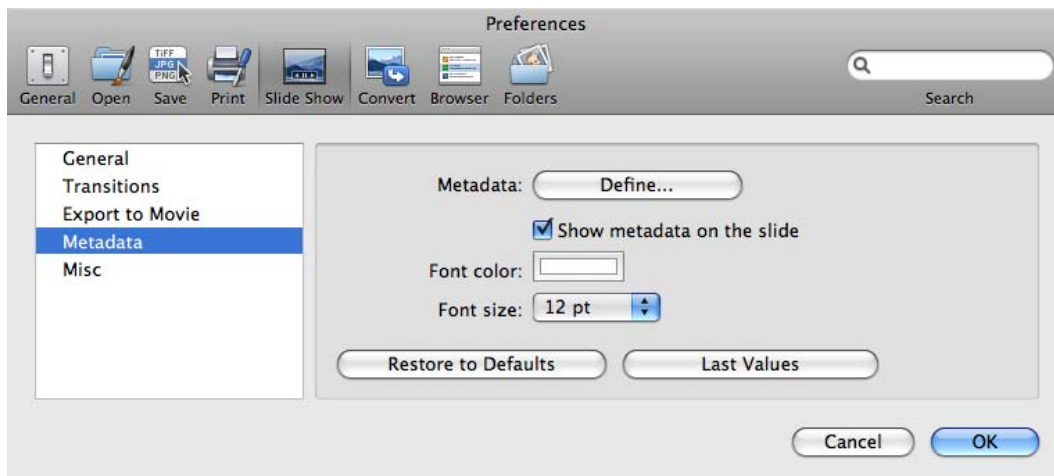 Preferences
TIFF
JPG
PNG
General Open Save Print Slide Show Convert Browser Folders Search
General
Transitions
Export to Movie
Metadata
Misc
Metadata: Define...
Show metadata on the slide
Font color:
Font size: 12 pt
Restore to Defaults Last Values
Cancel OK